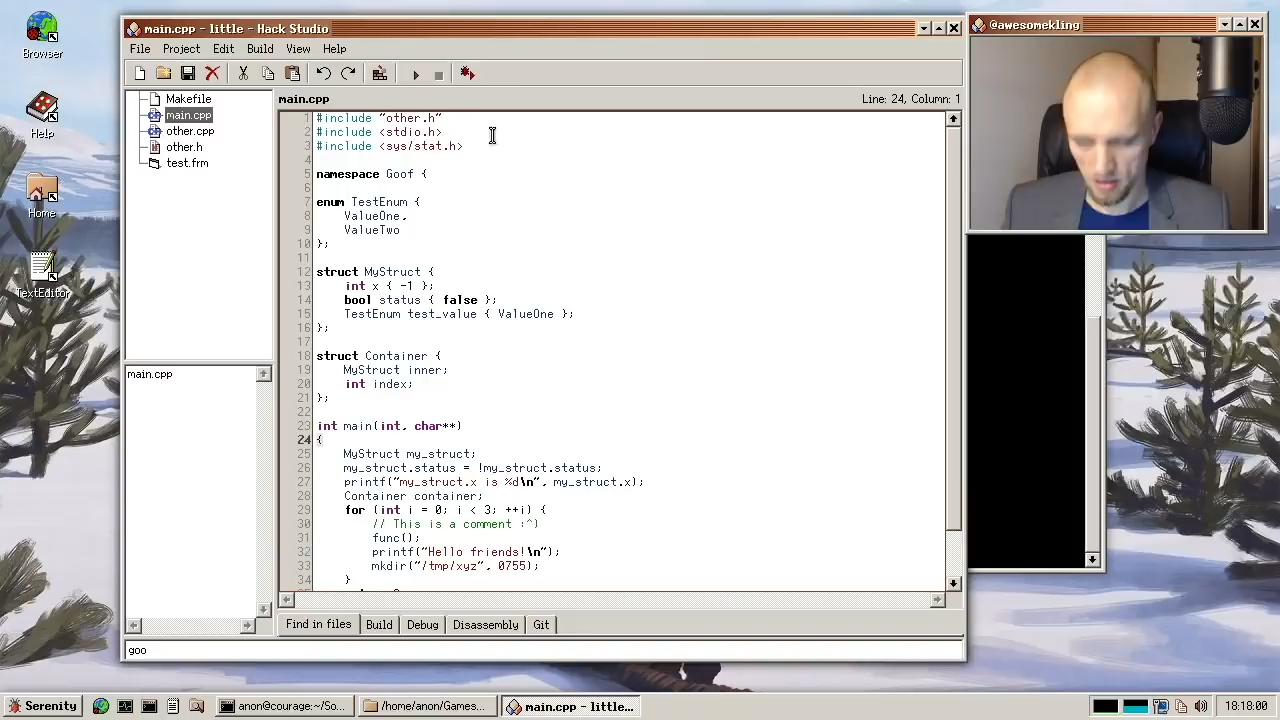 Browser
Help
Home
TextEditor
main.cpp - little - Hack Studio
File Project Edit Build View Help
Makefile
main.cpp
other.cpp
other.h
test.frm
main.cpp
main.cpp
Line: 24, Column: 1
1 #include "other.h"
2 #include <stdio.h>
3 #include <sys/stat.h>
4
5 namespace Goof {
6
7 enum TestEnum {
8 ValueOne,
9 ValueTwo
10 };
11
12 struct MyStruct {
13 int x { -1 };
14 bool status { false };
15 TestEnum test_value { ValueOne };
16 };
17
18 struct Container {
19 MyStruct inner;
20 int index;
21 };
22
23 int main(int, char**)
24 {
25 MyStruct my_struct;
26 my_struct.status = !my_struct.status;
27 printf("my_struct.x is %d\n", my_struct.x);
28 Container container;
29 for (int i = 0; i < 3; ++i) {
30 // This is a comment :^)
31 func();
32 printf("Hello friends!\n");
33 mkdir("/tmp/xyz", 0755);
34 }
Find in files Build Debug Disassembly Git
goo
@awesomekling
Serenity
anon@courage:~/So...
/home/anon/Games...
main.cpp - little...
18:18:00